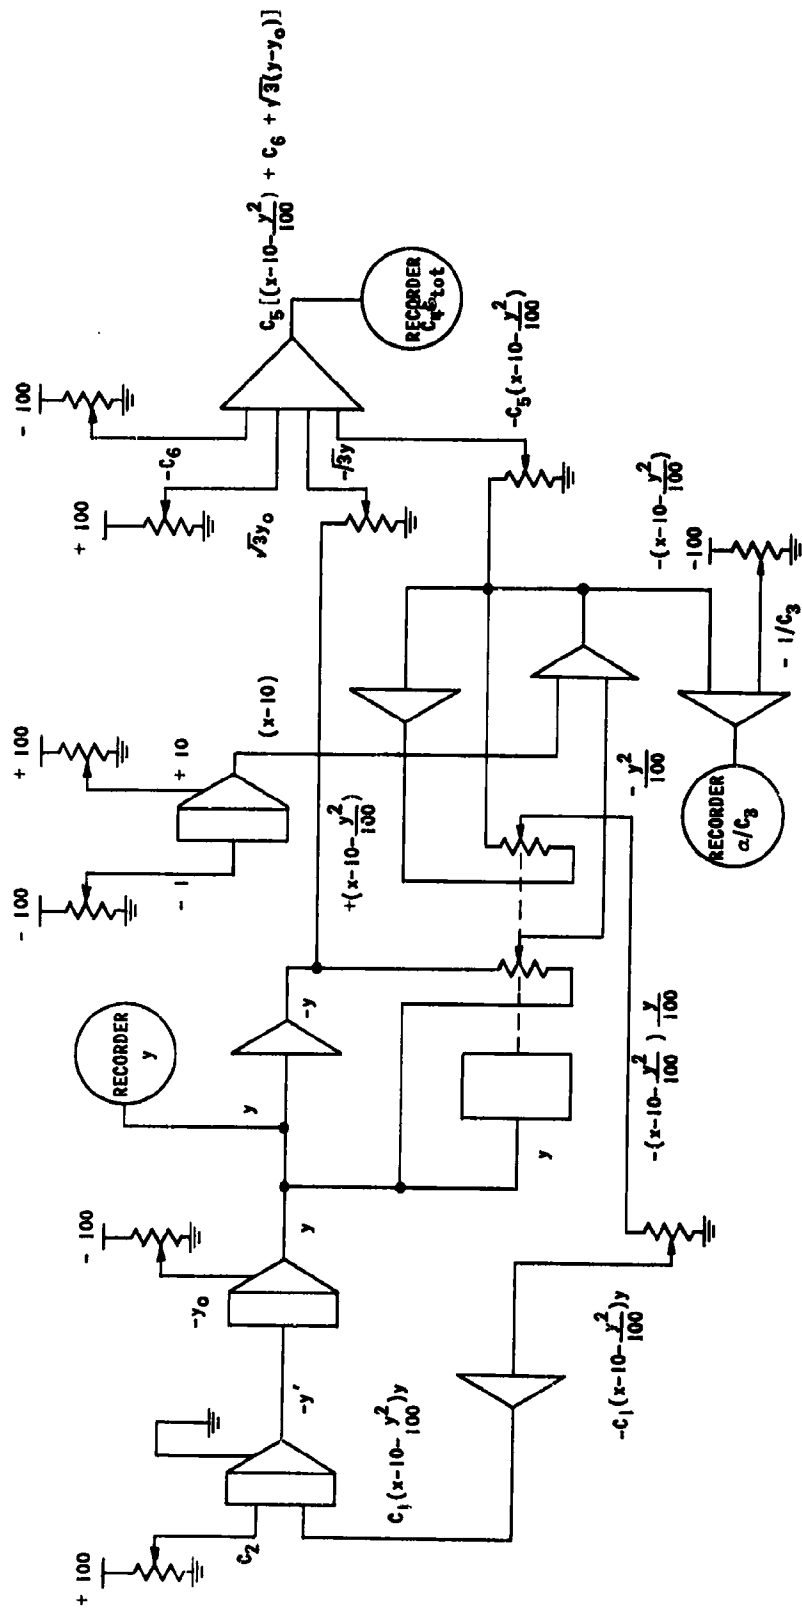 + 100
C2
C1(x-10-y²/100)y
-y'
-y0
- 100
y
RECORDER
y
y
-y
y
-C1(x-10-y²/100)y
-(x-10-y²/100) y/100
- 100
- 1
+ 100
+ 10
(x-10)
+(x-10-y²/100)
-y²/100
RECORDER
α/C3
- 1/C3
-100
-(x-10-y²/100)
+ 100
- 100
-C6
√3y0
-√3y
-C5(x-10-y²/100)
C5[(x-10-y²/100) + C6 + √3(y-y0)]
RECORDER
tot